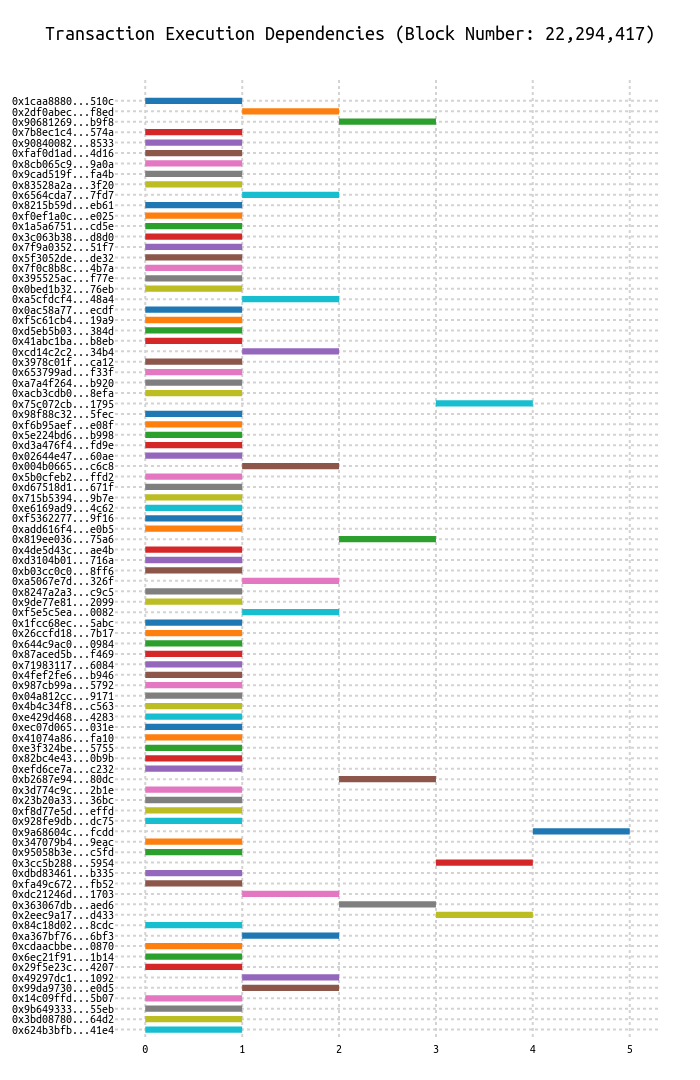 Transaction Execution Dependencies (Block Number: 22,294,417)
0x1caa8880...510c
0x2df0abec...f8ed
0x90681269...b9f8
0x7b8ec1c4...574a
0x90840082...8533
0xfaf0d1ad...4d16
0x8cb065c9...9a0a
0x9cad519f...fa4b
0x83528a2a...3f20
0x6564cda7...7fd7
0x8215b59d...eb61
0xf0ef1a0c...e025
0x1a5a6751...cd5e
0x3c063b38...d8d0
0x7f9a0352...51f7
0x5f3052de...de32
0x7f0c8b8c...4b7a
0x395525ac...f77e
0x0bed1b32...76eb
0xa5cfdcf4...48a4
0x0ac58a77...ecdf
0xf5c61cb4...19a9
0xd5eb5b03...384d
0x41abc1ba...b8eb
0xcd14c2c2...34b4
0x3978c01f...ca12
0x653799ad...f33f
0xa7a4f264...b920
0xacb3cdb0...8efa
0x75c072cb...1795
0x98f88c32...5fec
0xf6b95aef...e08f
0x5e224bd6...b998
0xd3a476f4...fd9e
0x02644e47...60ae
0x004b0665...c6c8
0x5b0cfeb2...ffd2
0xd67518d1...671f
0x715b5394...9b7e
0xe6169ad9...4c62
0xf5362277...9f16
0xadd616f4...e0b5
0x819ee036...75a6
0x4de5d43c...ae4b
0xd3104b01...716a
0xb03cc0c0...8ff6
0xa5067e7d...326f
0x8247a2a3...c9c5
0x9de77e81...2099
0xf5e5c5ea...0082
0x1fcc68ec...5abc
0x26ccfd18...7b17
0x644c9ac0...0984
0x87aced5b...f469
0x71983117...6084
0x4fef2fe6...b946
0x987cb99a...5792
0x04a812cc...9171
0x4b4c34f8...c563
0xe429d468...4283
0xec07d065...031e
0x41074a86...fa10
0xe3f324be...5755
0x82bc4e43...0b9b
0xefd6ce7a...c232
0xb2687e94...80dc
0x3d774c9c...2b1e
0x23b20a33...36bc
0xf8d77e5d...effd
0x928fe9db...dc75
0x9a68604c...fcdd
0x347079b4...9eac
0x95058b3e...c5fd
0x3cc5b288...5954
0xdbd83461...b335
0xfa49c672...fb52
0xdc21246d...1703
0x363067db...aed6
0x2eec9a17...d433
0x84c18d02...8cdc
0xa367bf76...6bf3
0xcdaacbbe...0870
0x6ec21f91...1b14
0x29f5e23c...4207
0x49297dc1...1092
0x99da9730...e0d5
0x14c09ffd...5b07
0x9b649333...55eb
0x3bd08780...64d2
0x624b3bfb...41e4
0 1 2 3 4 5